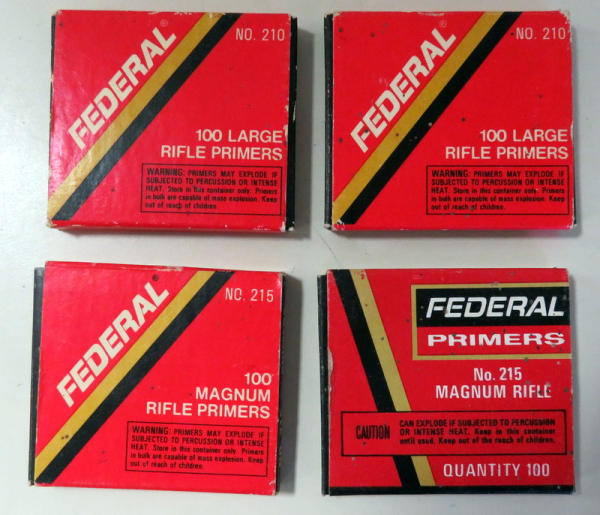 FEDERAL®
NO. 210
100 LARGE
RIFLE PRIMERS
WARNING: PRIMERS MAY EXPLODE IF
SUBJECTED TO PERCUSSION OR INTENSE
HEAT. Store in this container only. Primers
in bulk are capable of mass explosion. Keep
out of reach of children.
FEDERAL®
NO. 210
100 LARGE
RIFLE PRIMERS
WARNING: PRIMERS MAY EXPLODE IF
SUBJECTED TO PERCUSSION OR INTENSE
HEAT. Store in this container only. Primers
in bulk are capable of mass explosion. Keep
out of reach of children.
FEDERAL®
NO. 215
100
MAGNUM
RIFLE PRIMERS
WARNING: PRIMERS MAY EXPLODE IF
SUBJECTED TO PERCUSSION OR INTENSE
HEAT. Store in this container only. Primers
in bulk are capable of mass explosion. Keep
out of reach of children.
FEDERAL
PRIMERS
No. 215
MAGNUM RIFLE
CAUTION
CAN EXPLODE IF SUBJECTED TO PERCUSSION
OR INTENSE HEAT. Keep in this container
until used. Keep out of the reach of children.
QUANTITY 100